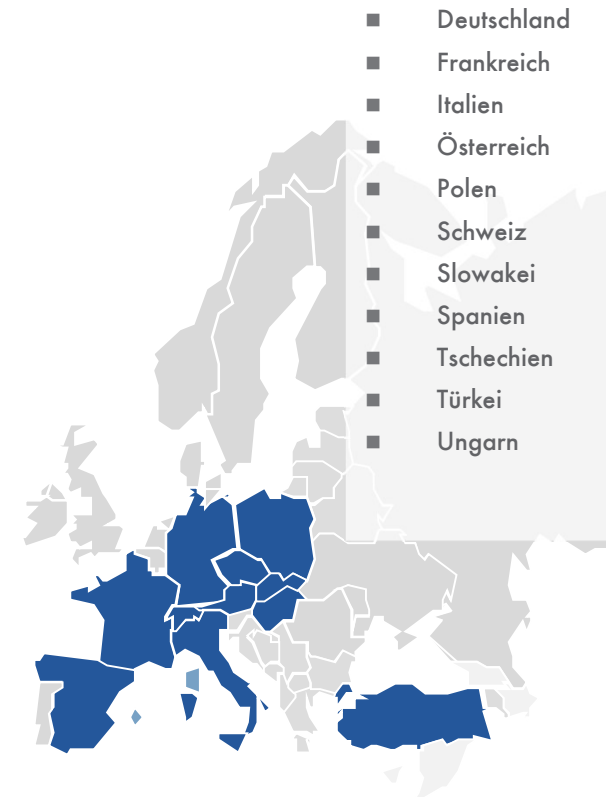 Deutschland
Frankreich
Italien
Österreich
Polen
Schweiz
Slowakei
Spanien
Tschechien
Türkei
Ungarn